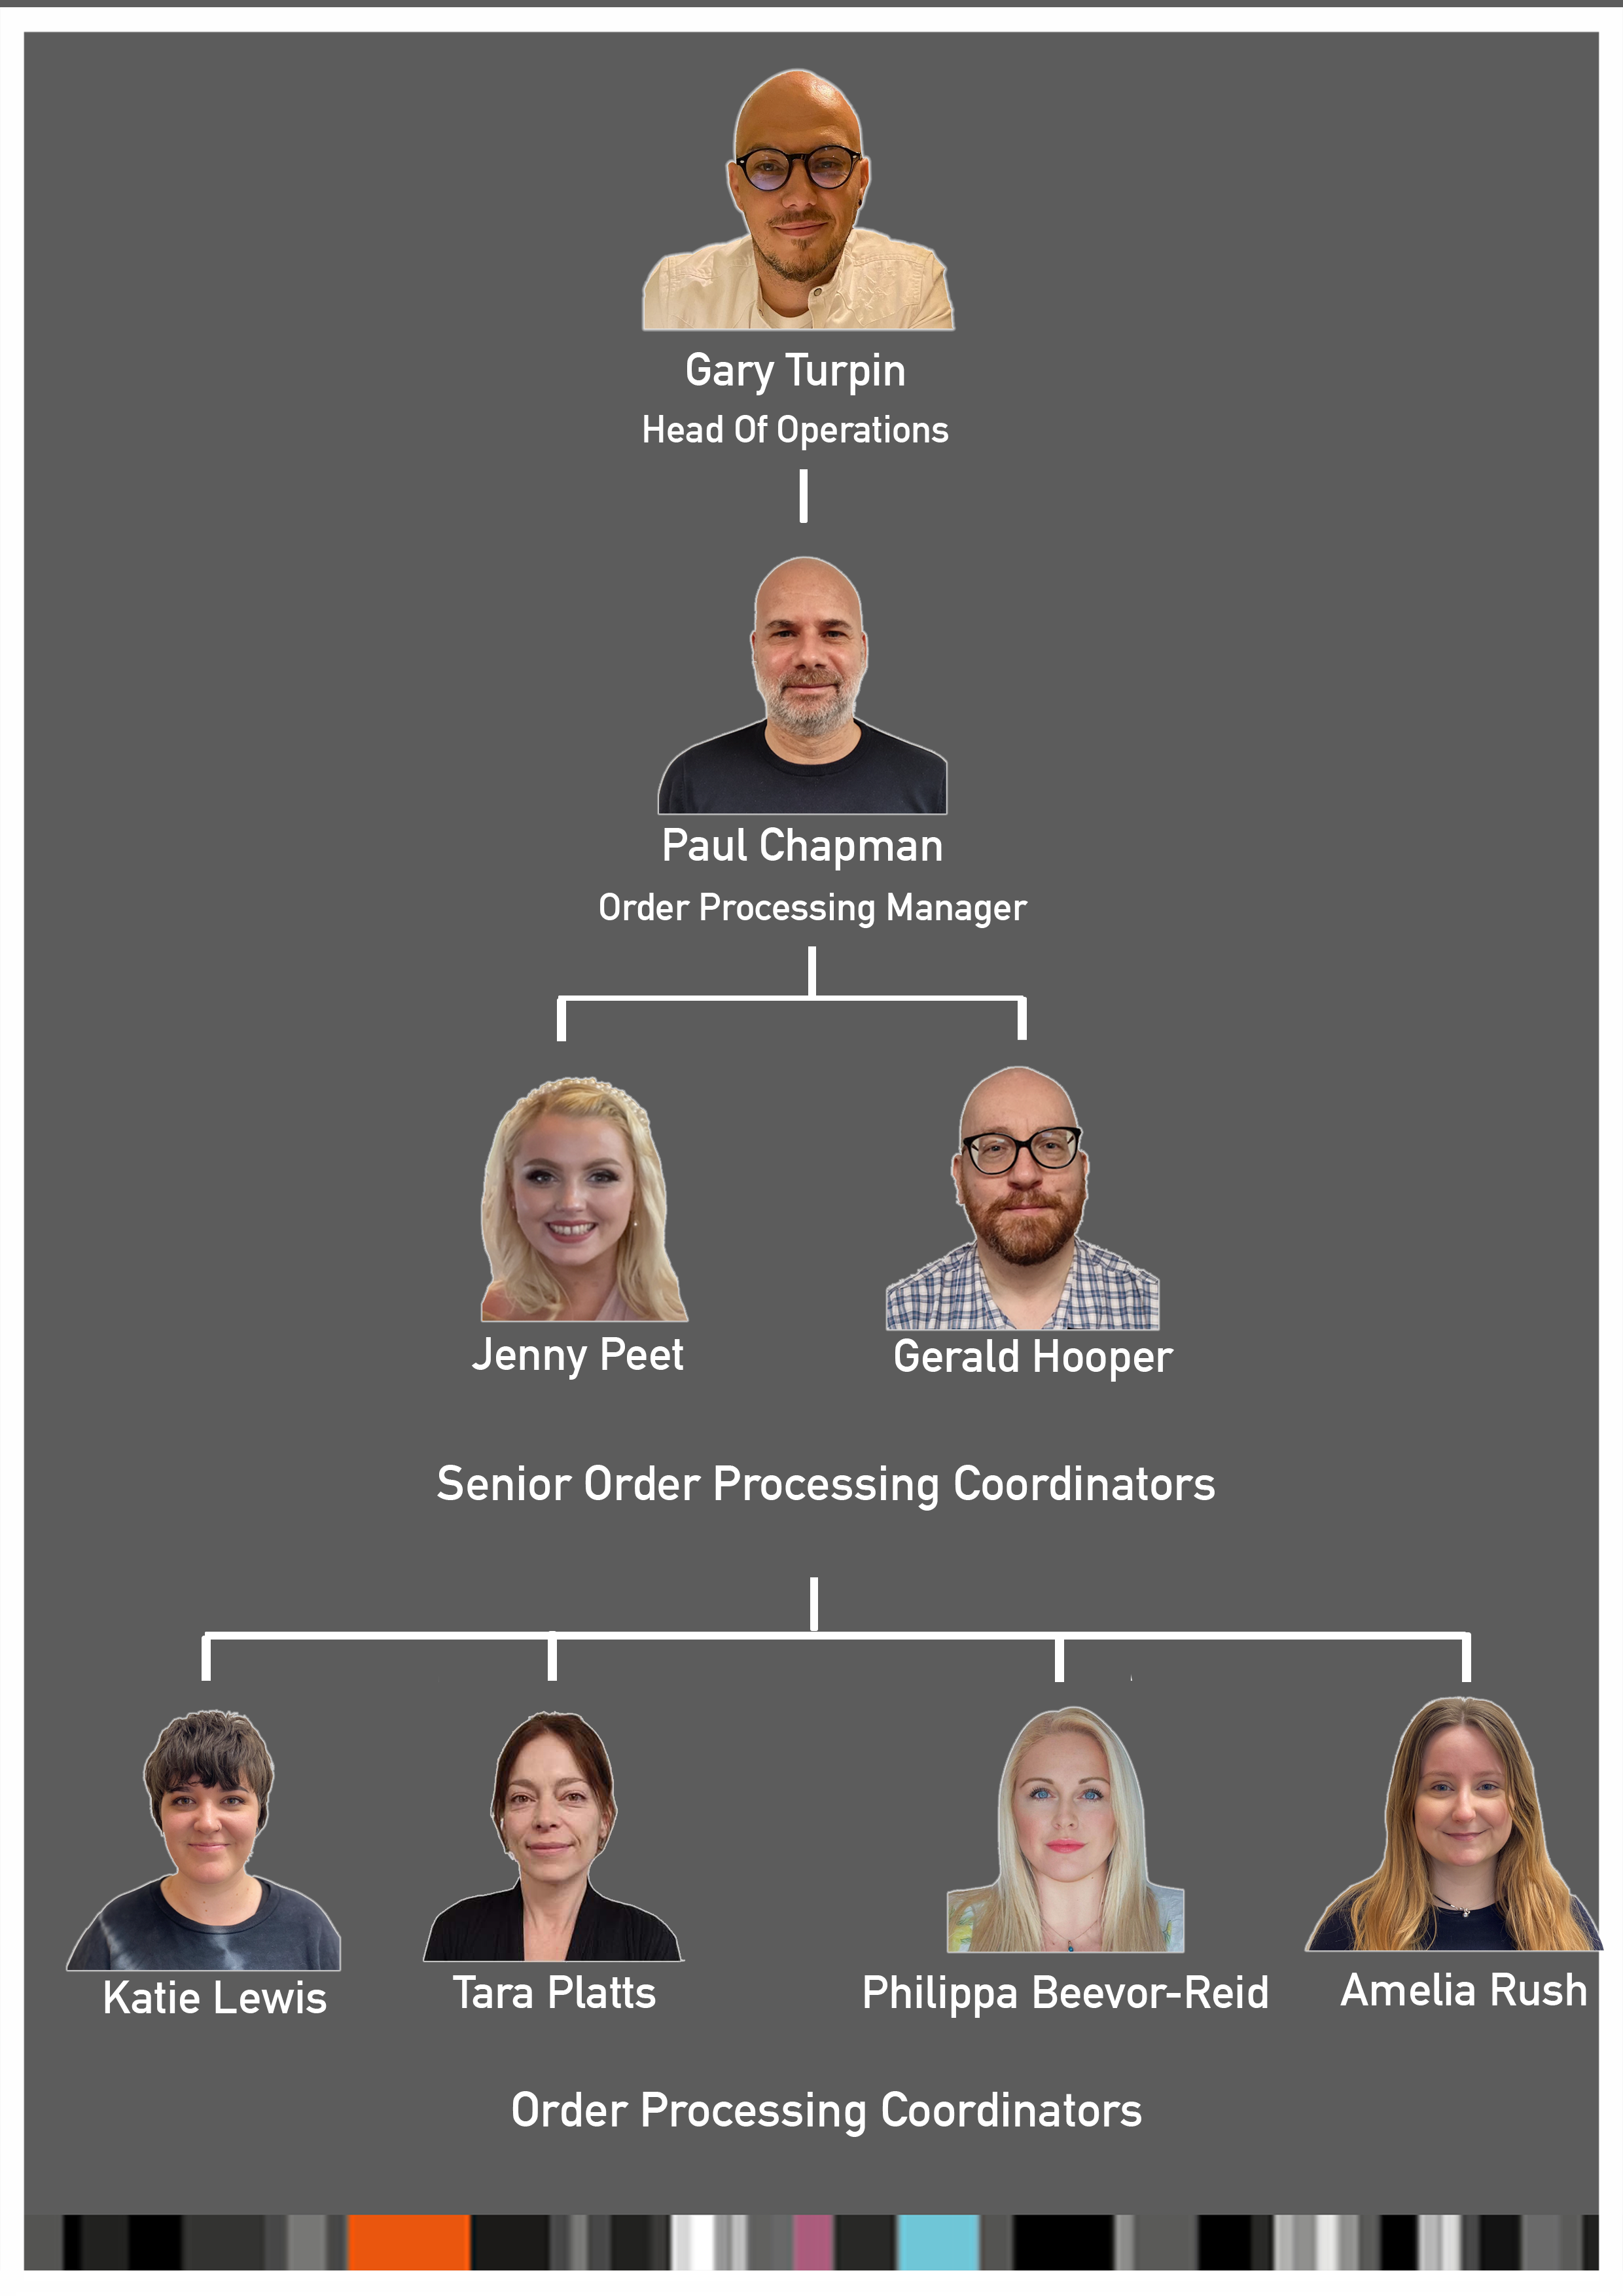 Gary Turpin
Head Of Operations
Paul Chapman
Order Processing Manager
Jenny Peet
Gerald Hooper
Senior Order Processing Coordinators
Katie Lewis
Tara Platts
Philippa Beevor-Reid
Amelia Rush
Order Processing Coordinators